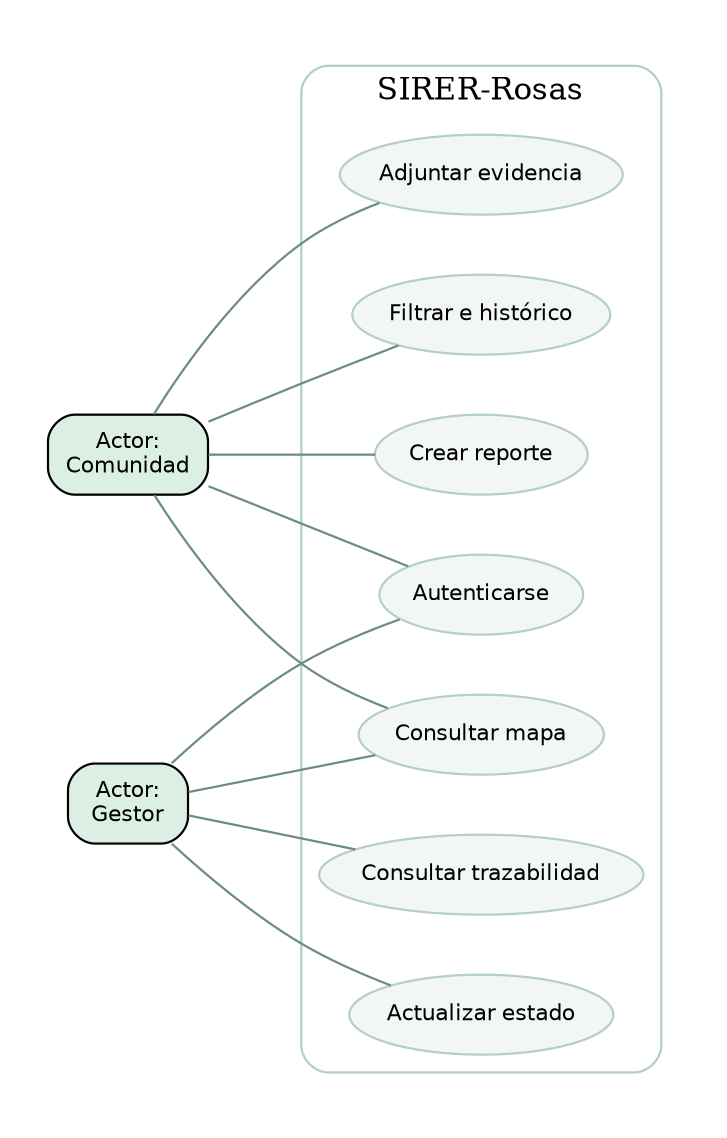 SIRER-Rosas
Adjuntar evidencia
Filtrar e histórico
Actor:
Comunidad
Crear reporte
Autenticarse
Consultar mapa
Actor:
Gestor
Consultar trazabilidad
Actualizar estado